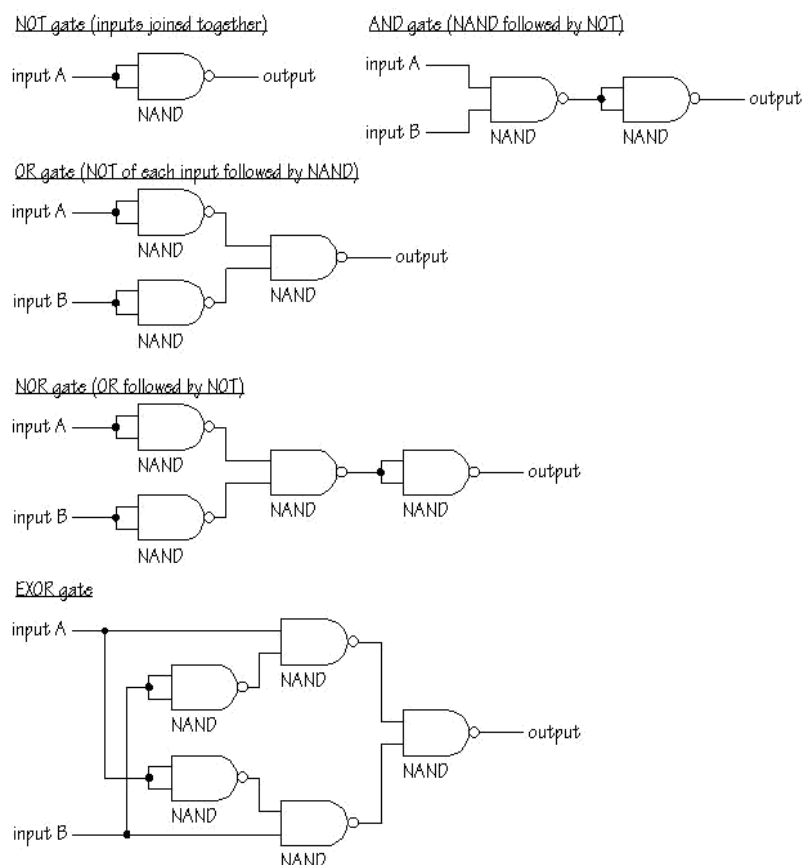 NOT gate (inputs joined together)
input A
output
NAND
AND gate (NAND followed by NOT)
input A
input B
output
NAND
NAND
OR gate (NOT of each input followed by NAND)
input A
NAND
output
input B
NAND
NAND
NOR gate (OR followed by NOT)
input A
NAND
output
input B
NAND
NAND
NAND
EXOR gate
input A
NAND
NAND
output
NAND
NAND
input B
NAND